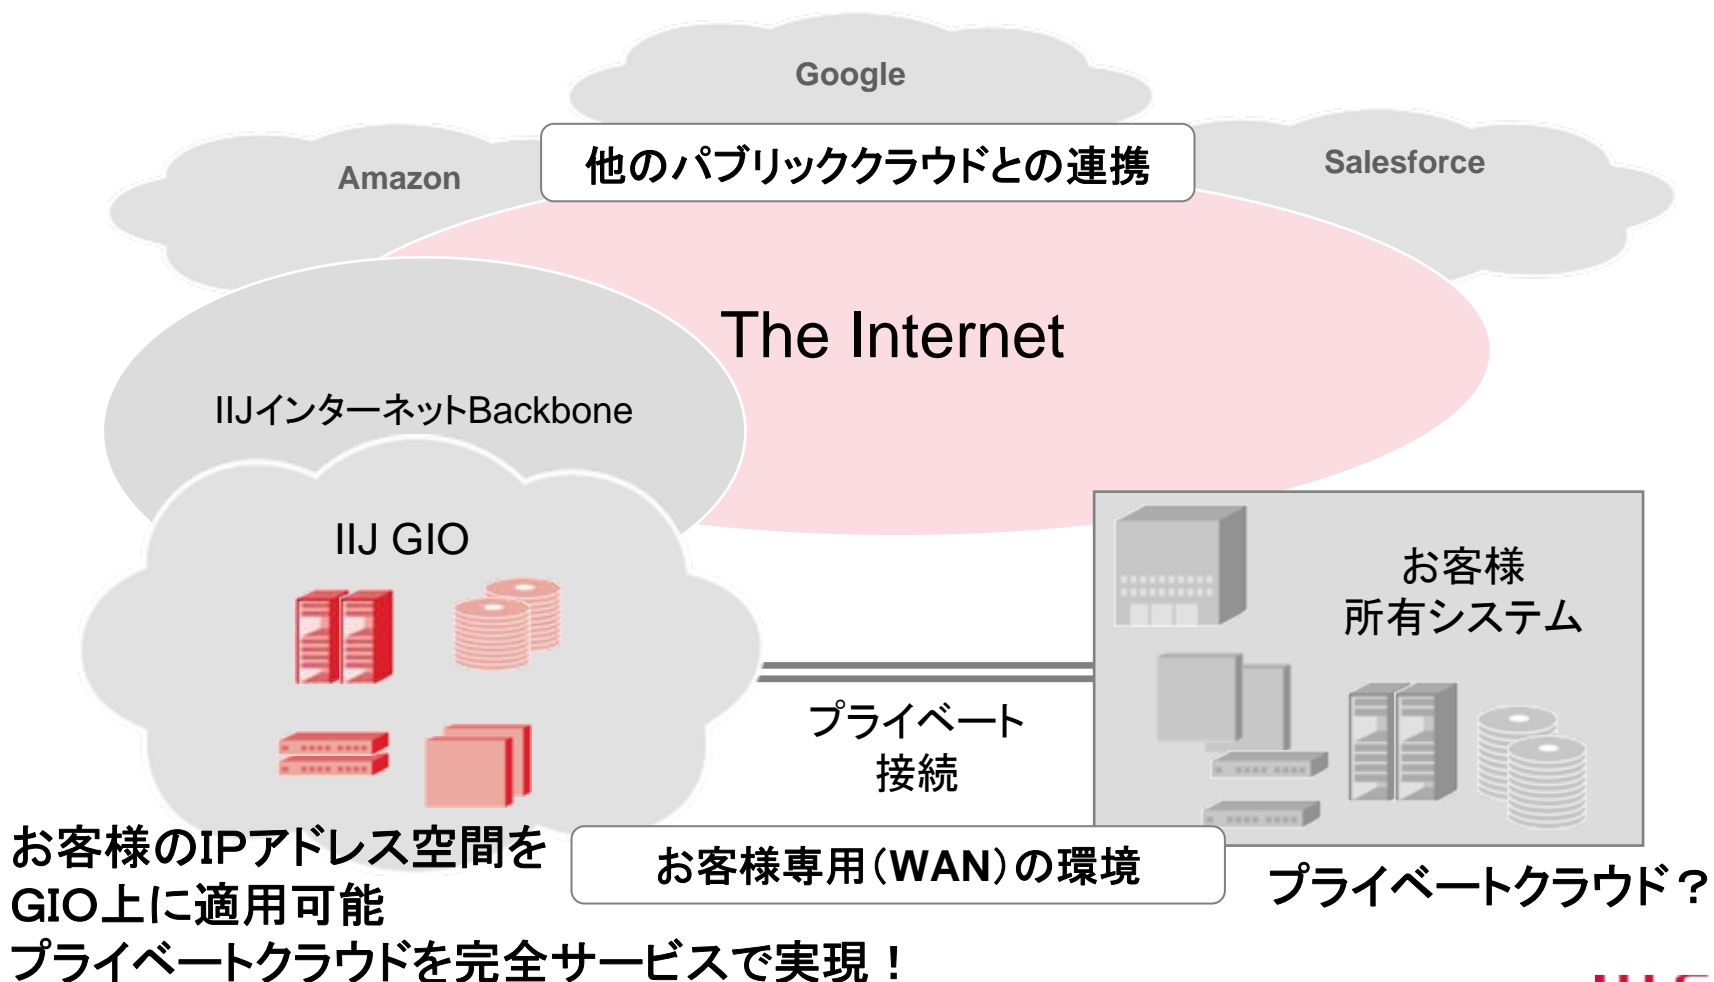 Google
他のパブリッククラウドとの連携
Amazon
Salesforce
The Internet
IIJインターネットBackbone
IIJ GIO
お客様
所有システム
プライベート
接続
お客様のIPアドレス空間を
GIO上に適用可能
プライベートクラウドを完全サービスで実現！
お客様専用（WAN）の環境
プライベートクラウド？